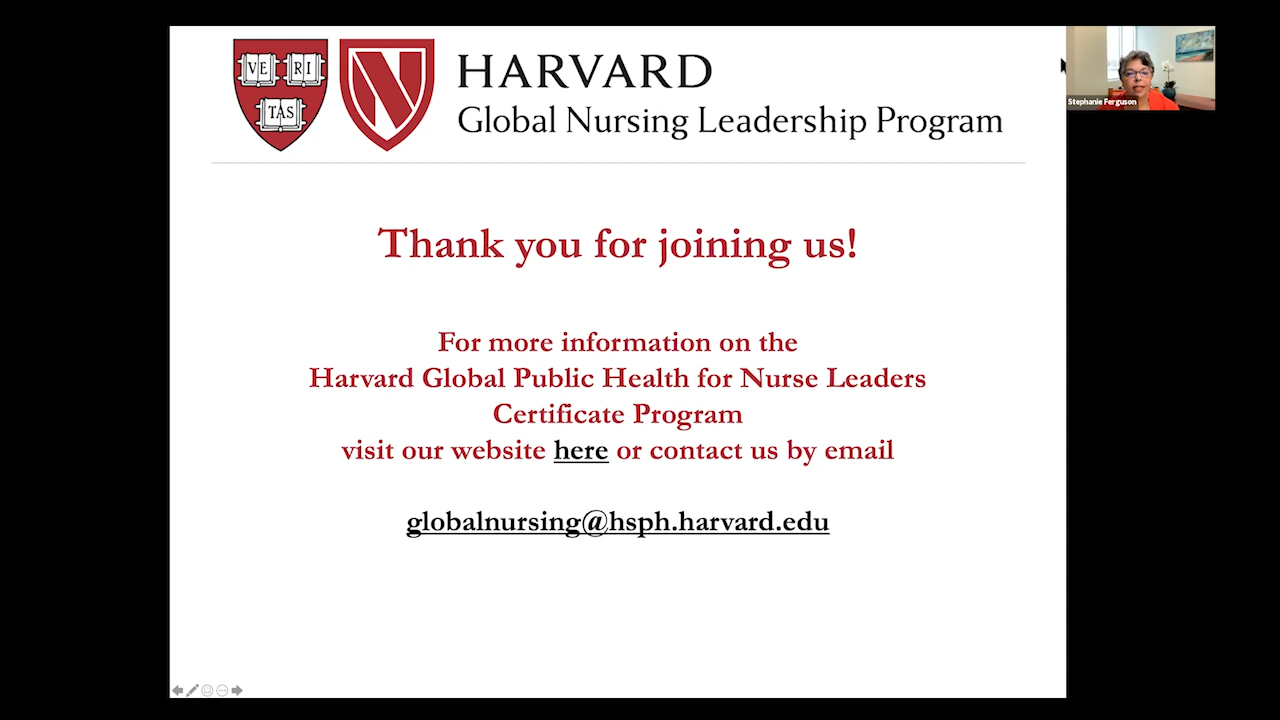 VE RI
TAS
HARVARD
Global Nursing Leadership Program
Stephanie Ferguson
Thank you for joining us!
For more information on the
Harvard Global Public Health for Nurse Leaders
Certificate Program
visit our website here or contact us by email
globalnursing@hsph.harvard.edu